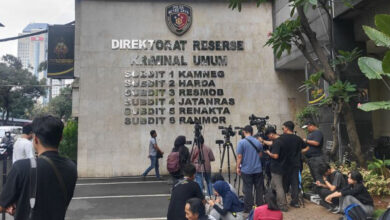 DIREKTORAT RESERSE
KRIMINAL UMUM
SUBDIT 1 KAMNEG
SUBDIT 2 HARDA
SUBDIT 3 RESMOB
SUBDIT 4 JATANRAS
SUBDIT 5 RENAKTA
SUBDIT 6 RANMOR